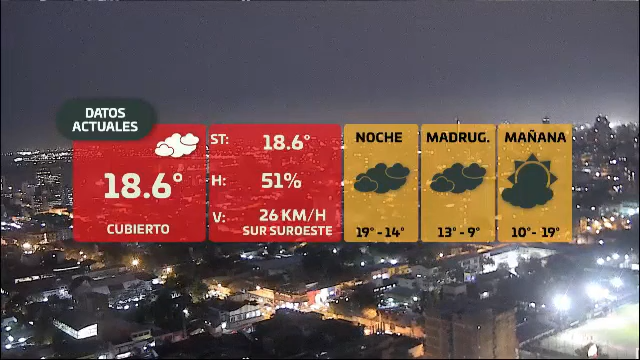 DATOS
ACTUALES
18.6°
CUBIERTO
ST: 18.6°
H: 51%
V: 26 KM/H
SUR SUROESTE
NOCHE
19° - 14°
MADRUG.
13° - 9°
MAÑANA
10° - 19°